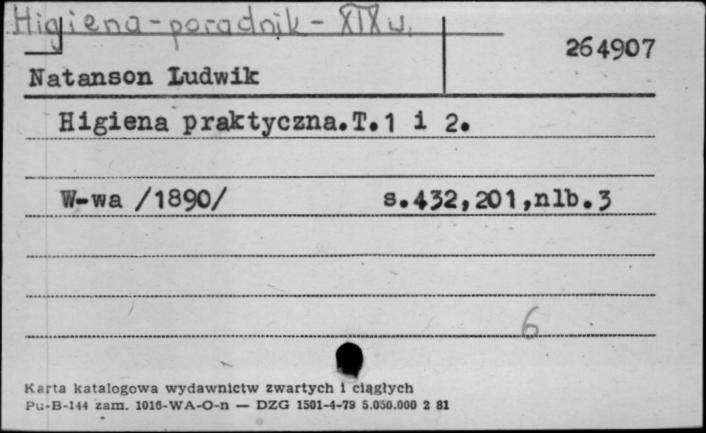 Higiena - poradnik - XIX w.
264907
Natanson Ludwik
Higiena praktyczna.T.1 i 2.
W-wa /1890/ s.432,201,nlb.3
6
Karta katalogowa wydawnictw zwartych i ciągłych
Pu-B-144 zam. 1016-WA-O-n — DZG 1501-4-79 5.050.000 2 81